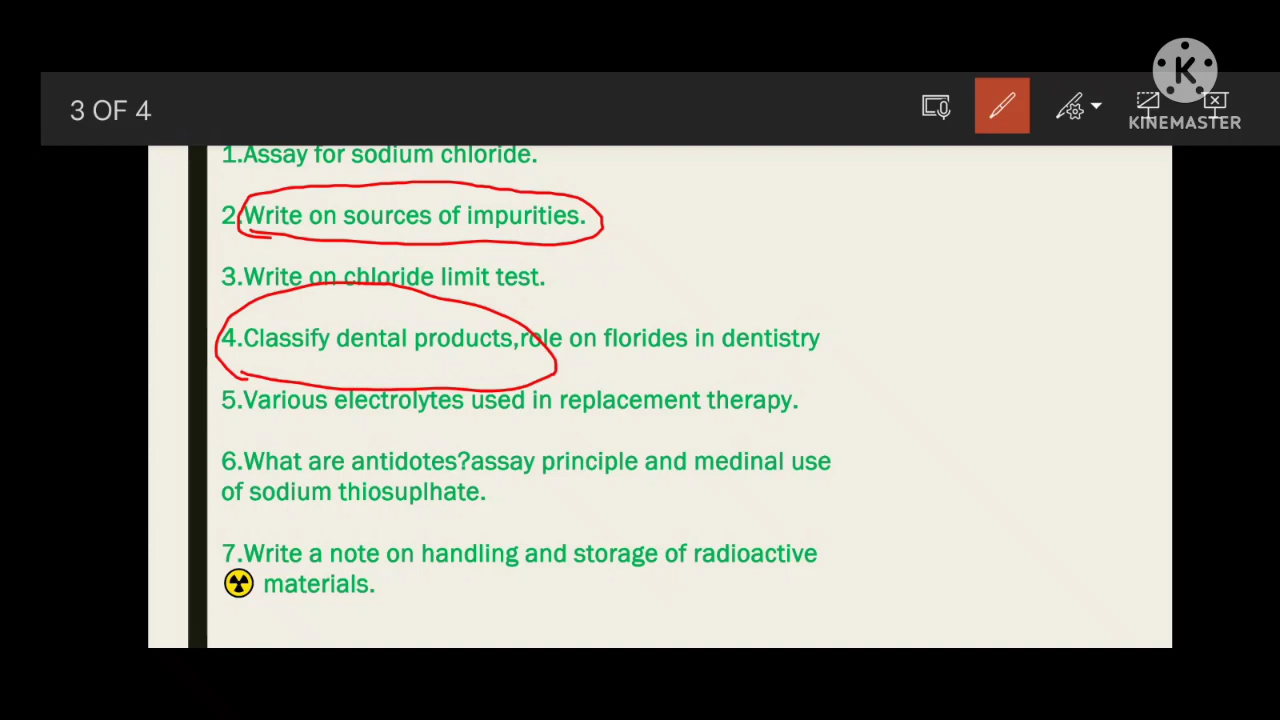 3 OF 4
K
KINEMASTER
1.Assay for sodium chloride.
2.Write on sources of impurities.
3.Write on chloride limit test.
4.Classify dental products,role on florides in dentistry
5.Various electrolytes used in replacement therapy.
6.What are antidotes?assay principle and medinal use
of sodium thiosuplhate.
7.Write a note on handling and storage of radioactive
☢ materials.